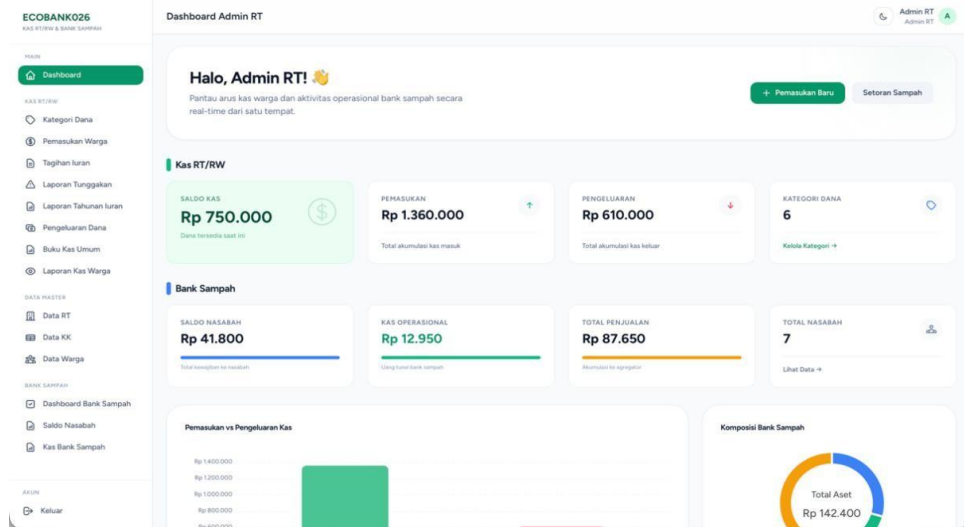 ECOBANK026
KAS RT/RW & BANK SAMPAH
MAIN
Dashboard
KAS RT/RW
Kategori Dana
Pemasukan Warga
Tagihan Iuran
Laporan Tunggakan
Laporan Tahunan Iuran
Pengeluaran Dana
Buku Kas Umum
Laporan Kas Warga
DATA MASTER
Data RT
Data KK
Data Warga
BANK SAMPAH
Dashboard Bank Sampah
Saldo Nasabah
Kas Bank Sampah
AKUN
Keluar
Dashboard Admin RT
Admin RT
Admin RT
A
Halo, Admin RT! 👋
Pantau arus kas warga dan aktivitas operasional bank sampah secara
real-time dari satu tempat.
+ Pemasukan Baru
Setoran Sampah
Kas RT/RW
SALDO KAS
Rp 750.000
Dana tersedia saat ini
PEMASUKAN
Rp 1.360.000
Total akumulasi kas masuk
PENGELUARAN
Rp 610.000
Total akumulasi kas keluar
KATEGORI DANA
6
Kelola Kategori →
Bank Sampah
SALDO NASABAH
Rp 41.800
Total kewajiban ke nasabah
KAS OPERASIONAL
Rp 12.950
Uang tunai bank sampah
TOTAL PENJUALAN
Rp 87.650
Akumulasi ke agregator
TOTAL NASABAH
7
Lihat Data →
Pemasukan vs Pengeluaran Kas
Rp 1.400.000
Rp 1.200.000
Rp 1.000.000
Rp 800.000
Rp 600.000
Komposisi Bank Sampah
Total Aset
Rp 142.400